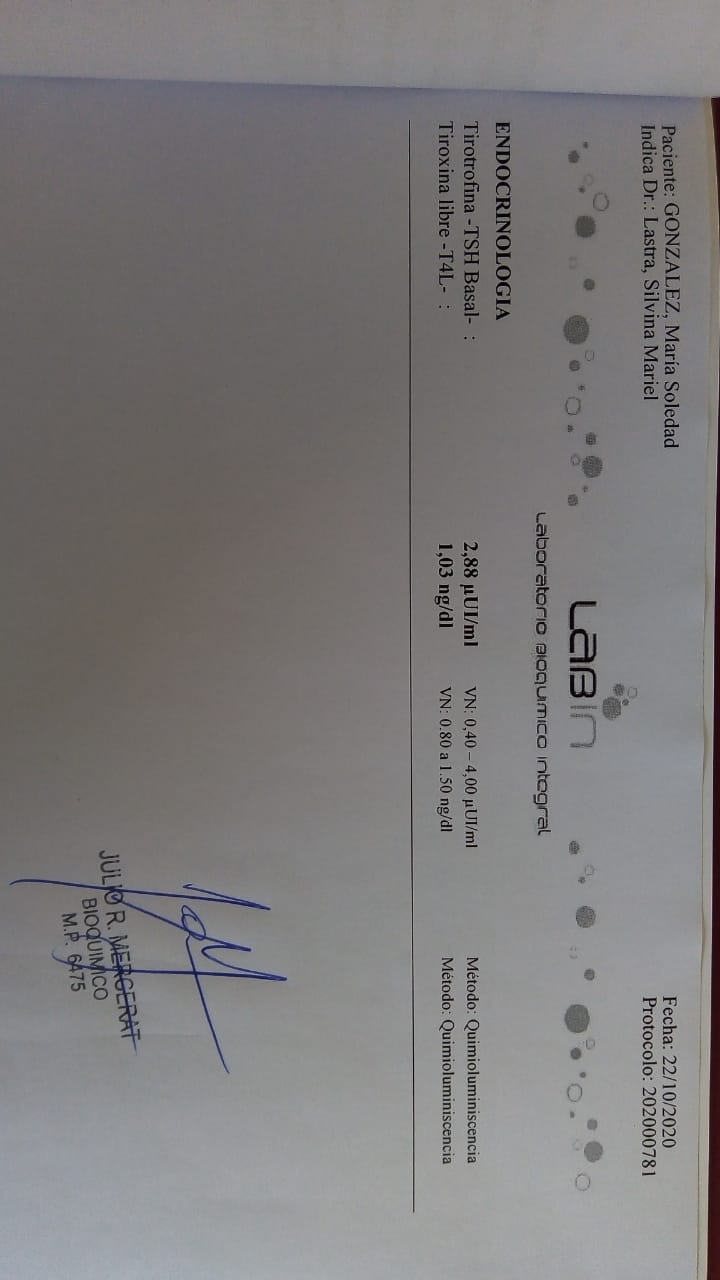 Paciente: GONZALEZ, María Soledad
Indica Dr.: Lastra, Silvina Mariel
Fecha: 22/10/2020
Protocolo: 202000781
LABIN
Laboratorio Bioquimico Integral
ENDOCRINOLOGIA
Tirotrofina -TSH Basal- : 2,88 µUI/ml VN: 0,40 – 4,00 µUI/ml Método: Quimioluminiscencia
Tiroxina libre -T4L- : 1,03 ng/dl VN: 0.80 a 1.50 ng/dl Método: Quimioluminiscencia
JULIO R. MERGERAT
BIOQUIMICO
M.P. 6475